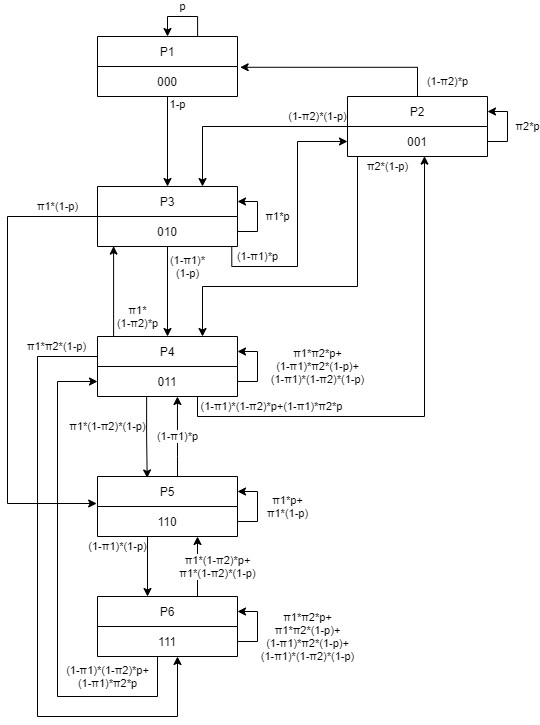 p
P1
000
(1-π2)*p
1-p
P2
(1-π2)*(1-p)
π2*p
001
π2*(1-p)
P3
π1*(1-p)
π1*p
010
(1-π1)*
(1-p)
(1-π1)*p
π1*
(1-π2)*p
π1*π2*(1-p)
P4
π1*π2*p+
(1-π1)*π2*(1-p)+
(1-π1)*(1-π2)*(1-p)
011
(1-π1)*(1-π2)*p+(1-π1)*π2*p
π1*(1-π2)*(1-p)
(1-π1)*p
P5
π1*p+
π1*(1-p)
110
(1-π1)*(1-p)
π1*(1-π2)*p+
π1*(1-π2)*(1-p)
P6
π1*π2*p+
π1*π2*(1-p)+
(1-π1)*π2*(1-p)+
(1-π1)*(1-π2)*(1-p)
111
(1-π1)*(1-π2)*p+
(1-π1)*π2*p